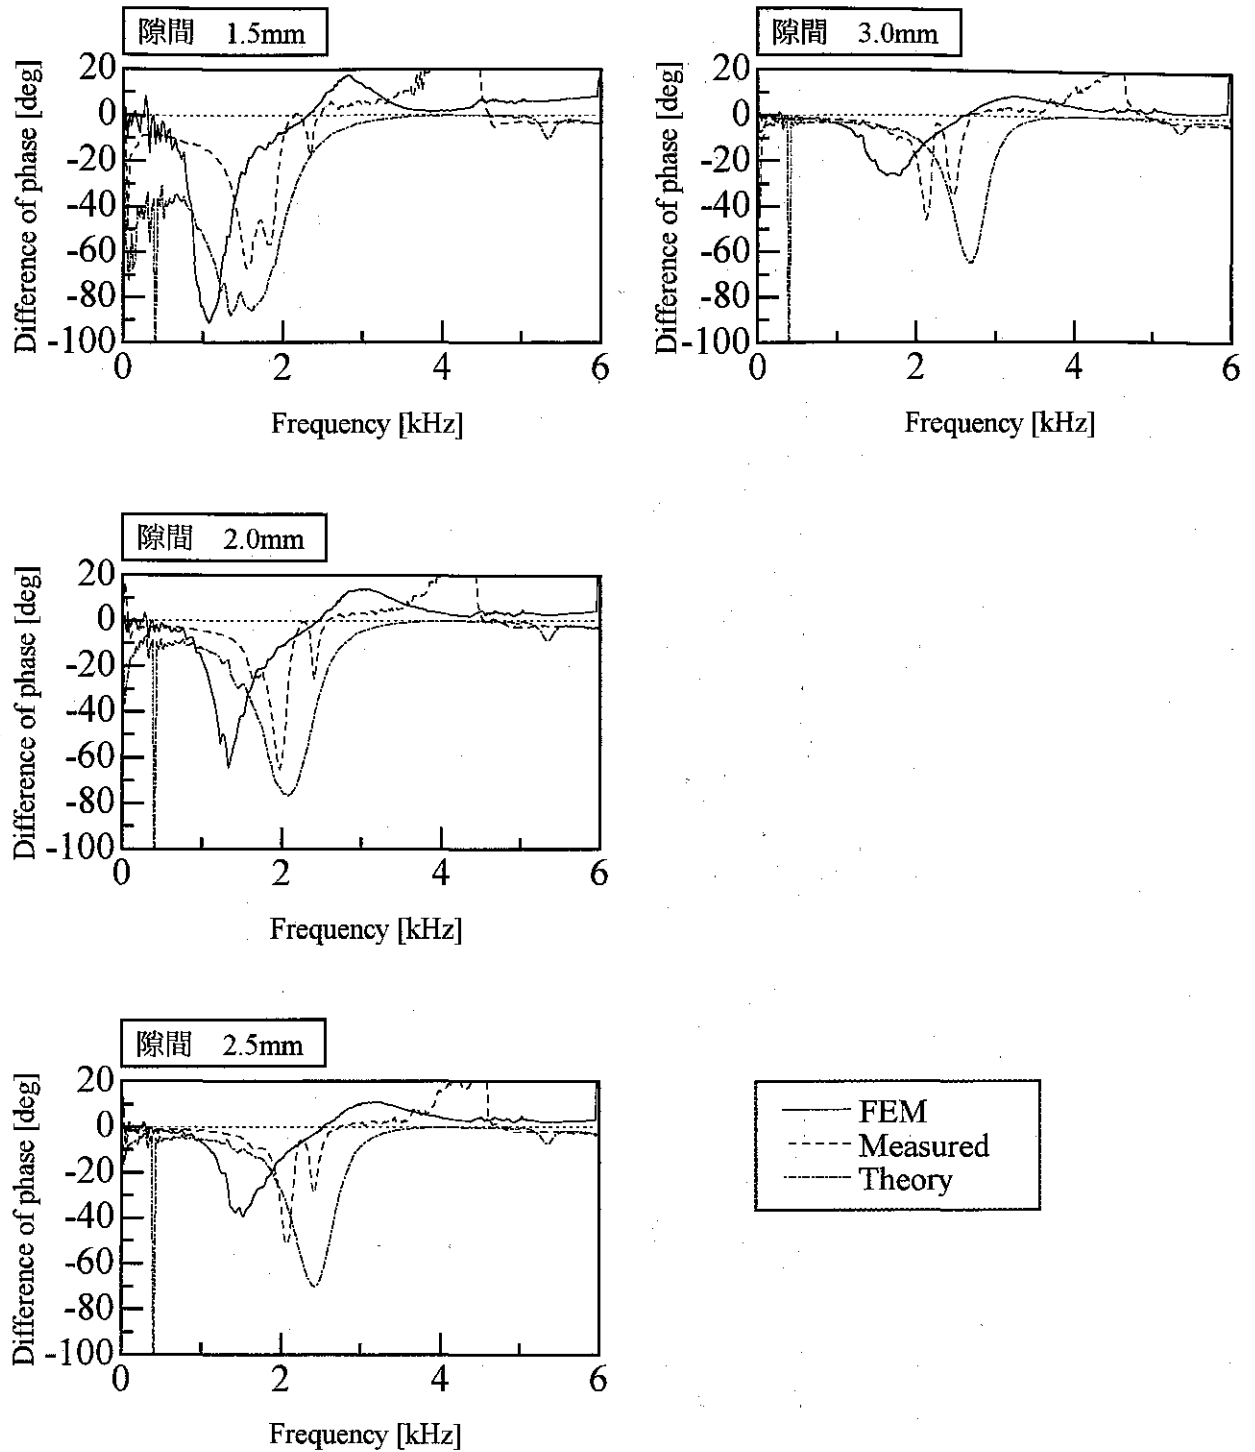 隙間 1.5mm
20
0
-20
-40
-60
-80
-100
Difference of phase [deg]
0 2 4 6
Frequency [kHz]
隙間 3.0mm
20
0
-20
-40
-60
-80
-100
Difference of phase [deg]
0 2 4 6
Frequency [kHz]
隙間 2.0mm
20
0
-20
-40
-60
-80
-100
Difference of phase [deg]
0 2 4 6
Frequency [kHz]
隙間 2.5mm
20
0
-20
-40
-60
-80
-100
Difference of phase [deg]
0 2 4 6
Frequency [kHz]
FEM
Measured
Theory